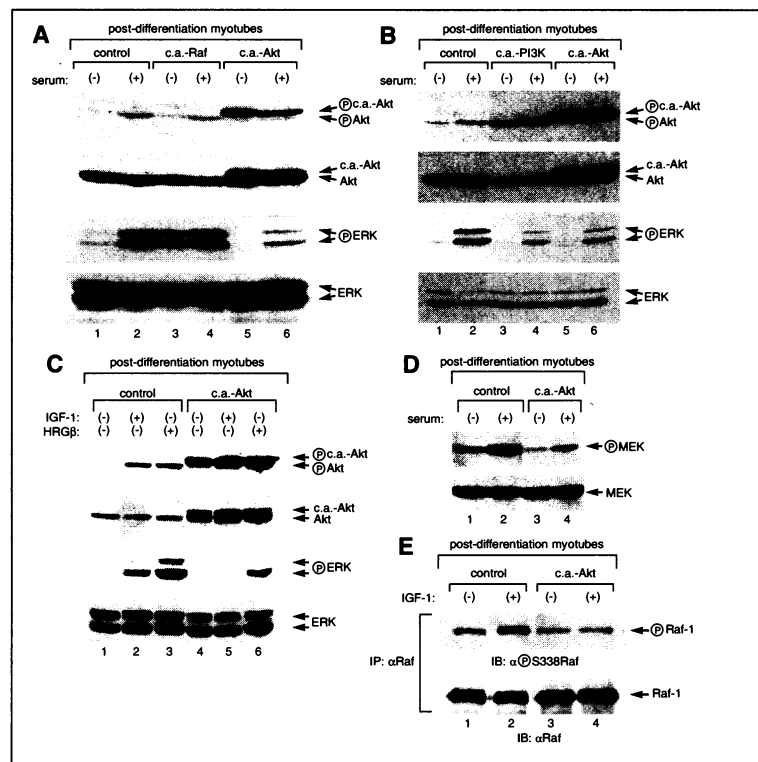 A
post-differentiation myotubes
control c.a.-Raf c.a.-Akt
serum: (-) (+) (-) (+) (-) (+)
Ⓟc.a.-Akt
ⓅAkt
c.a.-Akt
Akt
ⓅERK
ERK
1 2 3 4 5 6
B
post-differentiation myotubes
control c.a.-PI3K c.a.-Akt
serum: (-) (+) (-) (+) (-) (+)
Ⓟc.a.-Akt
ⓅAkt
c.a.-Akt
Akt
ⓅERK
ERK
1 2 3 4 5 6
C
post-differentiation myotubes
control c.a.-Akt
IGF-1: (-) (+) (-) (-) (+) (-)
HRGβ: (-) (-) (+) (-) (-) (+)
Ⓟc.a.-Akt
ⓅAkt
c.a.-Akt
Akt
ⓅERK
ERK
1 2 3 4 5 6
D
post-differentiation myotubes
control c.a.-Akt
serum: (-) (+) (-) (+)
ⓅMEK
MEK
1 2 3 4
E
post-differentiation myotubes
control c.a.-Akt
IGF-1: (-) (+) (-) (+)
ⓅRaf-1
IP: αRaf
IB: αⓅS338Raf
Raf-1
1 2 3 4
IB: αRaf